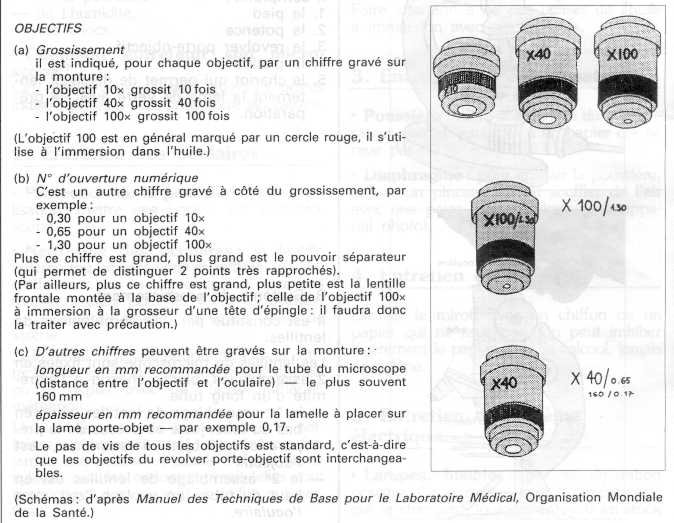 OBJECTIFS
(a) Grossissement
il est indiqué, pour chaque objectif, par un chiffre gravé sur
la monture :
- l'objectif 10× grossit 10 fois
- l'objectif 40× grossit 40 fois
- l'objectif 100× grossit 100 fois
(L'objectif 100 est en général marqué par un cercle rouge, il s'uti-
lise à l'immersion dans l'huile.)
(b) N° d'ouverture numérique
C'est un autre chiffre gravé à côté du grossissement, par
exemple :
- 0,30 pour un objectif 10×
- 0,65 pour un objectif 40×
- 1,30 pour un objectif 100×
Plus ce chiffre est grand, plus grand est le pouvoir séparateur
(qui permet de distinguer 2 points très rapprochés).
(Par ailleurs, plus ce chiffre est grand, plus petite est la lentille
frontale montée à la base de l'objectif ; celle de l'objectif 100×
à immersion à la grosseur d'une tête d'épingle : il faudra donc
la traiter avec précaution.)
(c) D'autres chiffres peuvent être gravés sur la monture :
longueur en mm recommandée pour le tube du microscope
(distance entre l'objectif et l'oculaire) — le plus souvent
160 mm
épaisseur en mm recommandée pour la lamelle à placer sur
la lame porte-objet — par exemple 0,17.
Le pas de vis de tous les objectifs est standard, c'est-à-dire
que les objectifs du revolver porte-objectif sont interchangea-
bles.
X10
X40
X100
X100/1.30
X 100/1.30
X40
X 40/0.65
160/0.17
(Schémas : d'après Manuel des Techniques de Base pour le Laboratoire Médical, Organisation Mondiale
de la Santé.)